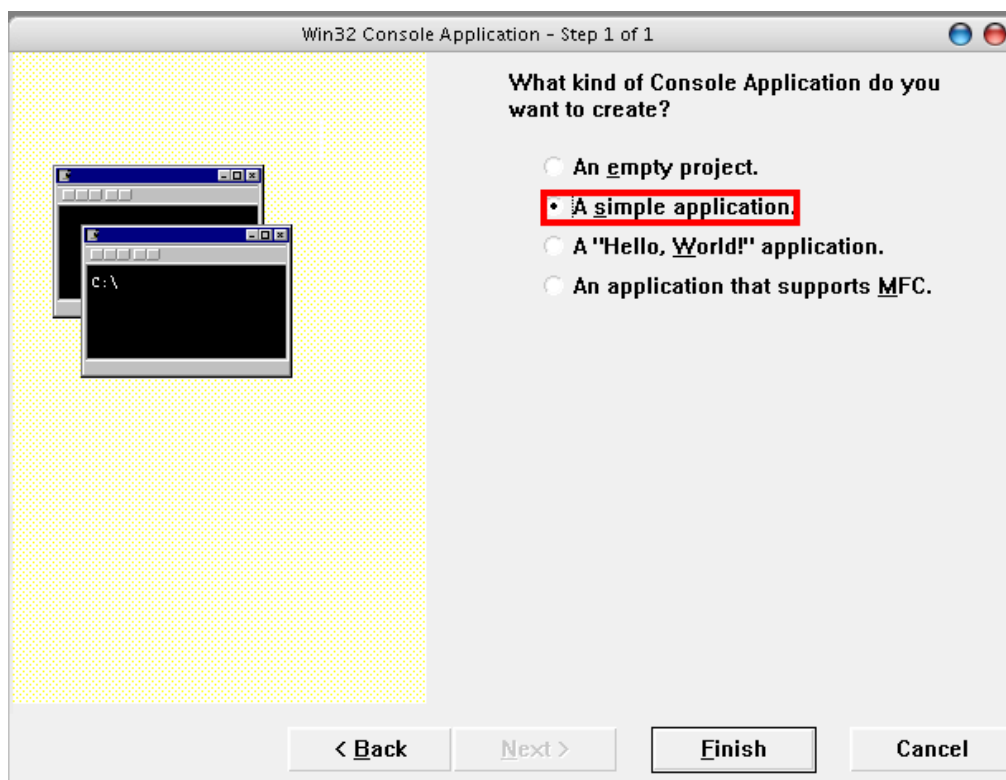 Win32 Console Application - Step 1 of 1
What kind of Console Application do you
want to create?
An empty project.
A simple application.
A "Hello, World!" application.
An application that supports MFC.
C:\
< Back
Next >
Finish
Cancel